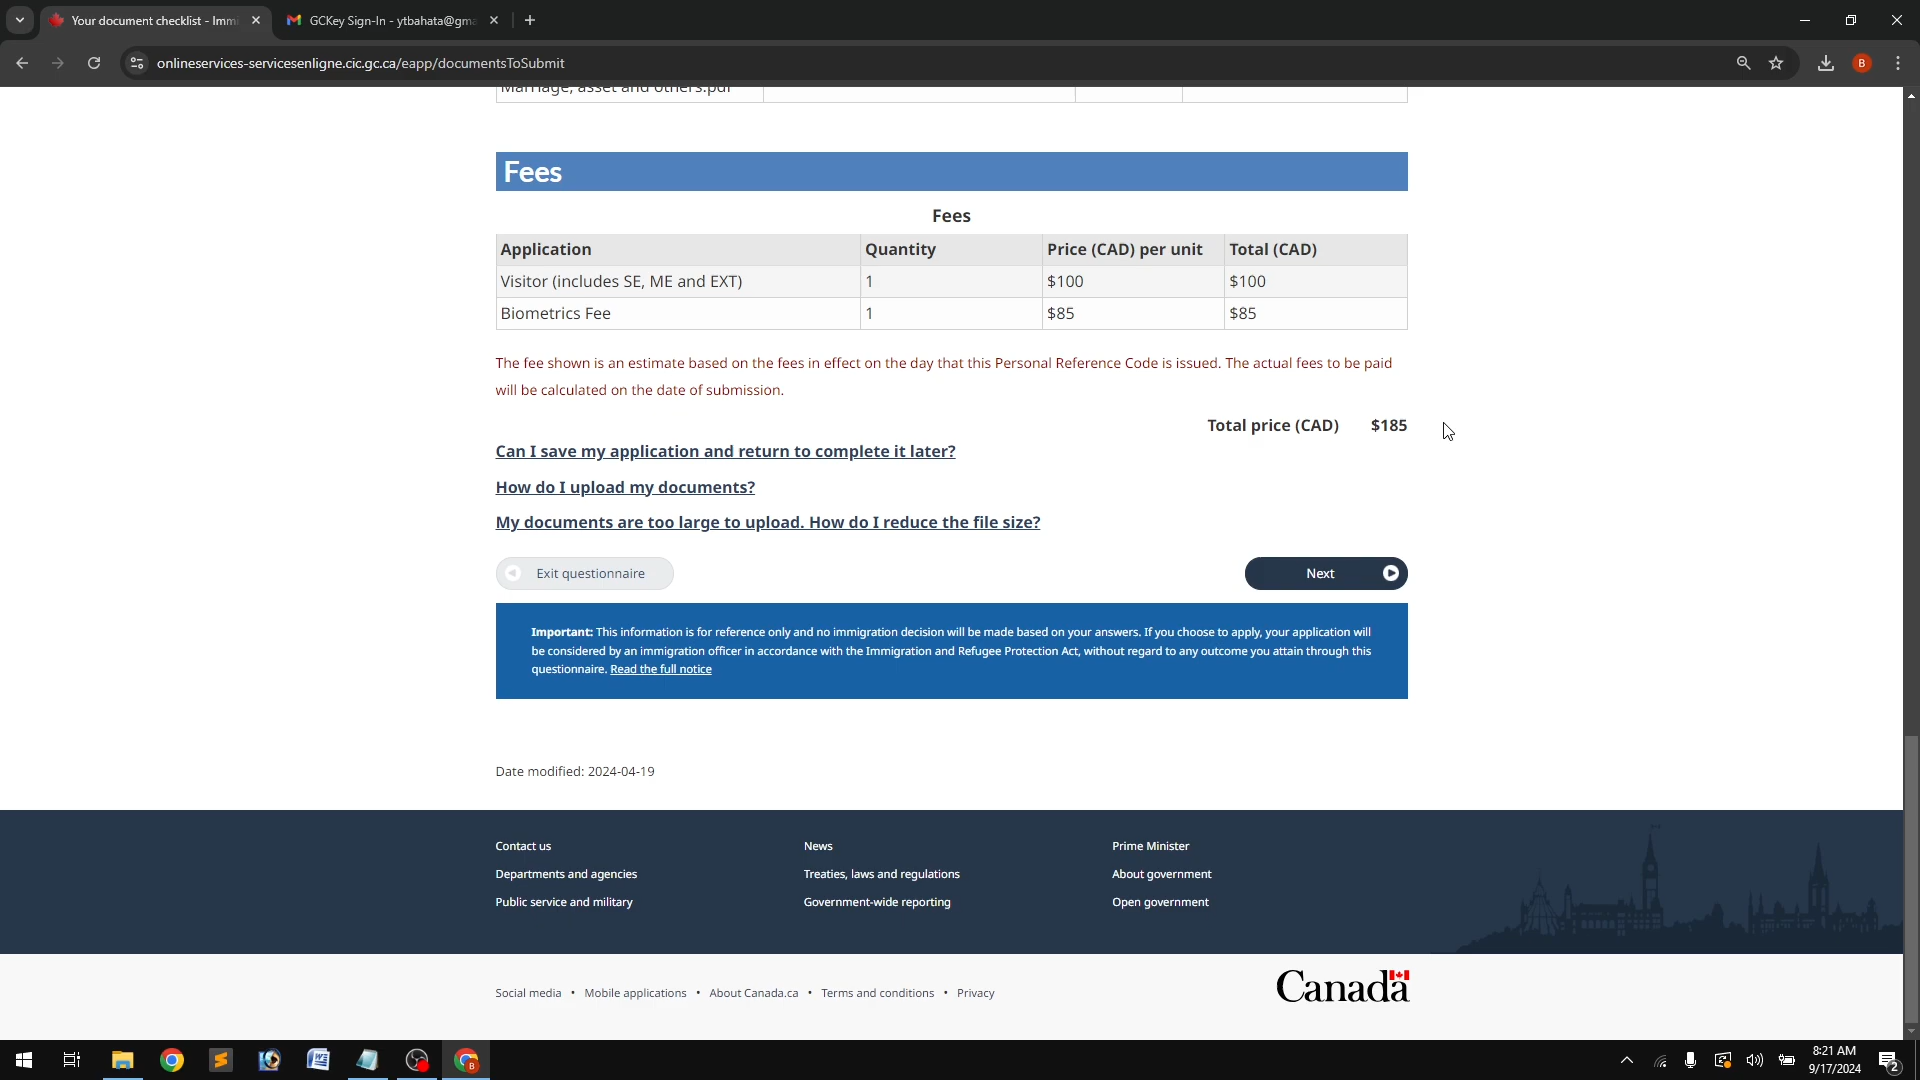 Your document checklist - Immi
GCKey Sign-In - ytbahata@gma
onlineservices-servicesenligne.cic.gc.ca/eapp/documentsToSubmit
B
Marriage, asset and others.pdf
Fees
Fees
Application Quantity Price (CAD) per unit Total (CAD)
Visitor (includes SE, ME and EXT) 1 $100 $100
Biometrics Fee 1 $85 $85
The fee shown is an estimate based on the fees in effect on the day that this Personal Reference Code is issued. The actual fees to be paid
will be calculated on the date of submission.
Total price (CAD) $185
Can I save my application and return to complete it later?
How do I upload my documents?
My documents are too large to upload. How do I reduce the file size?
Exit questionnaire
Next
Important: This information is for reference only and no immigration decision will be made based on your answers. If you choose to apply, your application will
be considered by an immigration officer in accordance with the Immigration and Refugee Protection Act, without regard to any outcome you attain through this
questionnaire. Read the full notice
Date modified: 2024-04-19
Contact us News Prime Minister
Departments and agencies Treaties, laws and regulations About government
Public service and military Government-wide reporting Open government
Social media • Mobile applications • About Canada.ca • Terms and conditions • Privacy
Canada
8:21 AM
9/17/2024
2